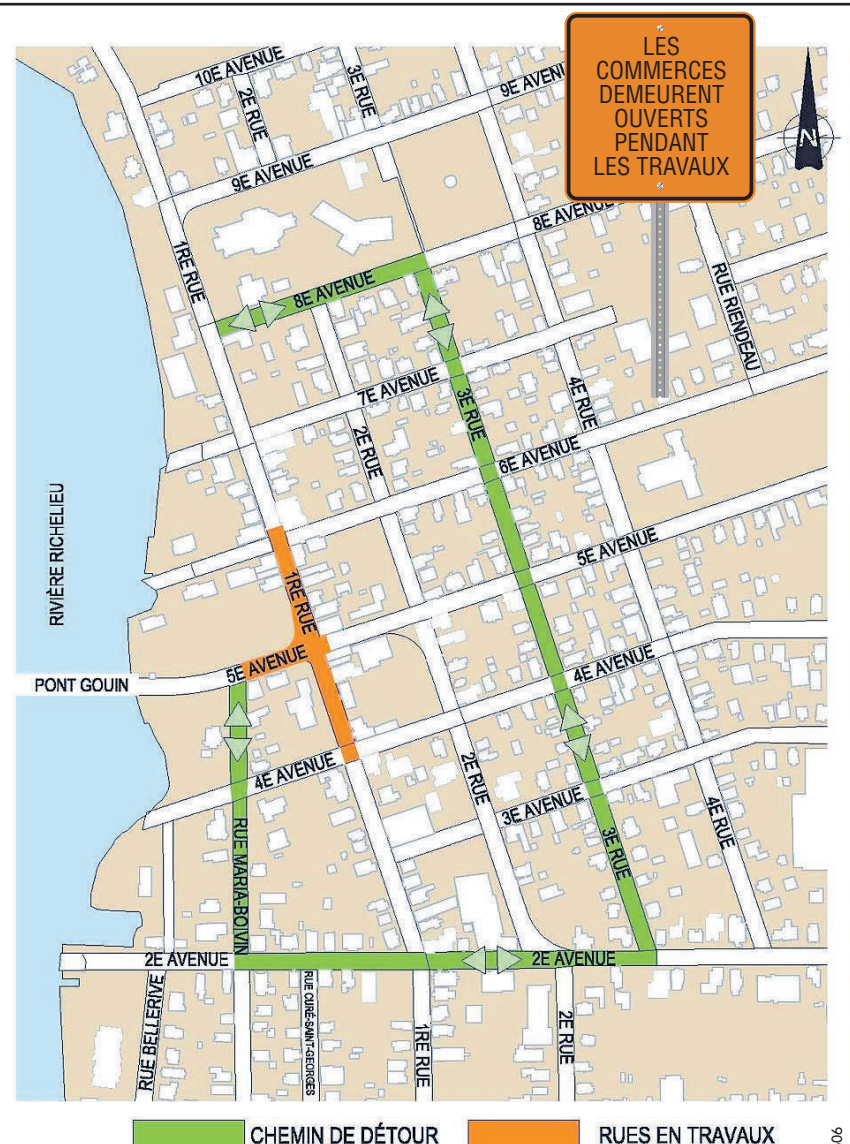 LES
COMMERCES
DEMEURENT
OUVERTS
PENDANT
LES TRAVAUX
10E AVENUE
3E RUE
2E RUE
9E AVENU
9E AVENUE
N
8E AVENUE
1RE RUE
8E AVENUE
RUE RIENDEAU
7E AVENUE
3E RUE
4E RUE
2E RUE
6E AVENUE
RIVIÈRE RICHELIEU
5E AVENUE
1RE RUE
5E AVENUE
PONT GOUIN
4E AVENUE
4E AVENUE
2E RUE
3E AVENUE
4E RUE
RUE MARIA-BOIVIN
3E RUE
2E AVENUE
2E AVENUE
RUE BELLERIVE
RUE CURÉ-SAINT-GEORGES
1RE RUE
2E RUE
CHEMIN DE DÉTOUR
RUES EN TRAVAUX
06